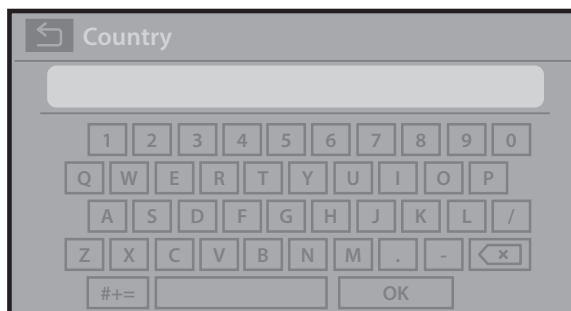 Country
1 2 3 4 5 6 7 8 9 0
Q W E R T Y U I O P
A S D F G H J K L /
Z X C V B N M . - ×
#+= OK